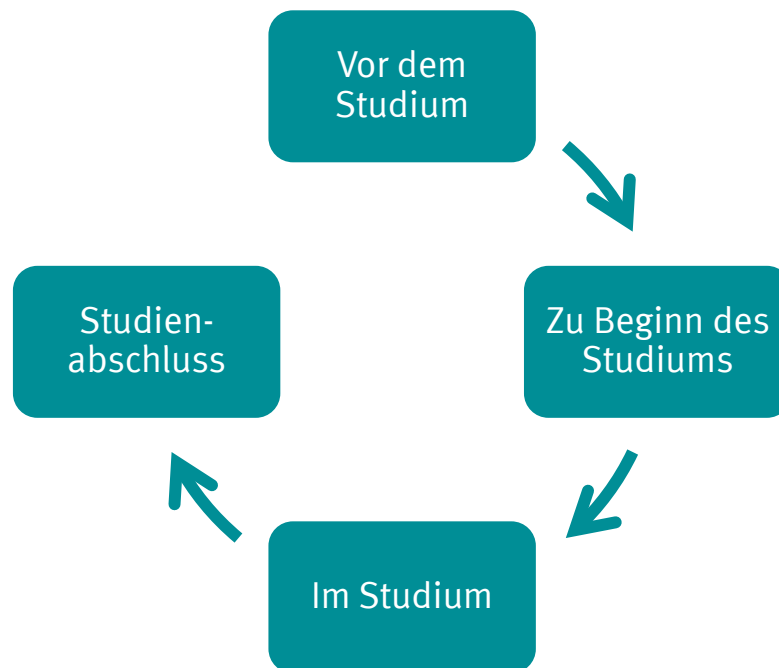 Vor dem
Studium
Zu Beginn des
Studiums
Im Studium
Studien-
abschluss